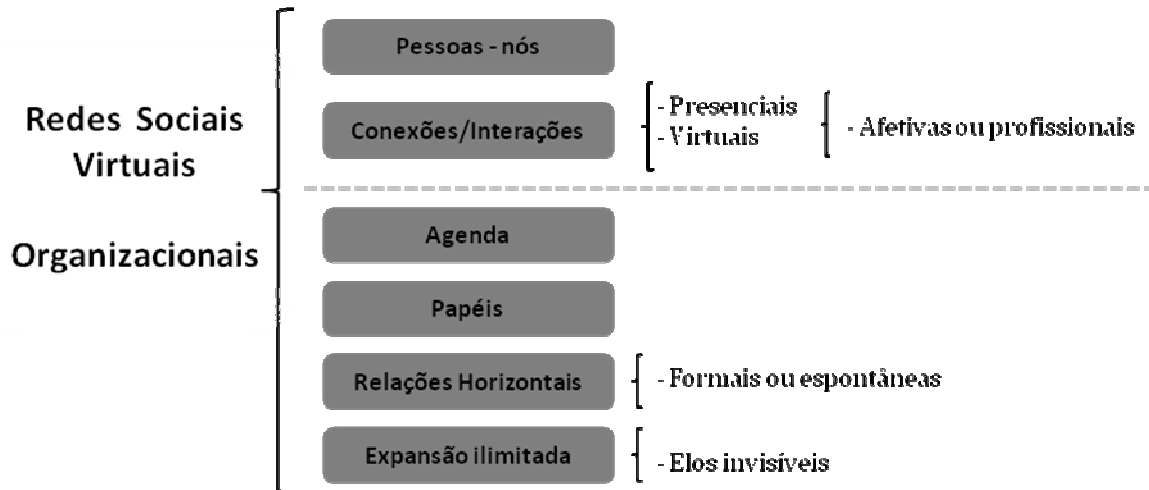 Redes Sociais
Virtuais
Organizacionais
Pessoas - nós
Conexões/Interações
- Presenciais
- Virtuais
- Afetivas ou profissionais
Agenda
Papéis
Relações Horizontais
- Formais ou espontâneas
Expansão ilimitada
- Elos invisíveis